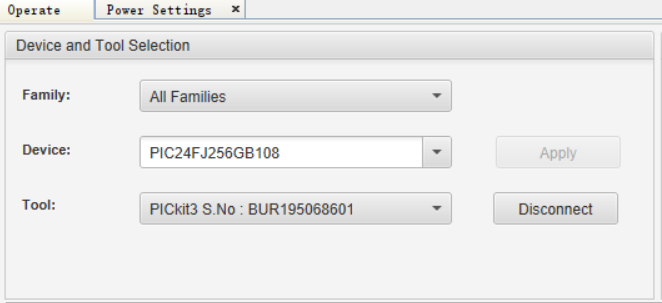 Operate Power Settings ×
Device and Tool Selection
Family: All Families
Device: PIC24FJ256GB108 Apply
Tool: PICkit3 S.No : BUR195068601 Disconnect